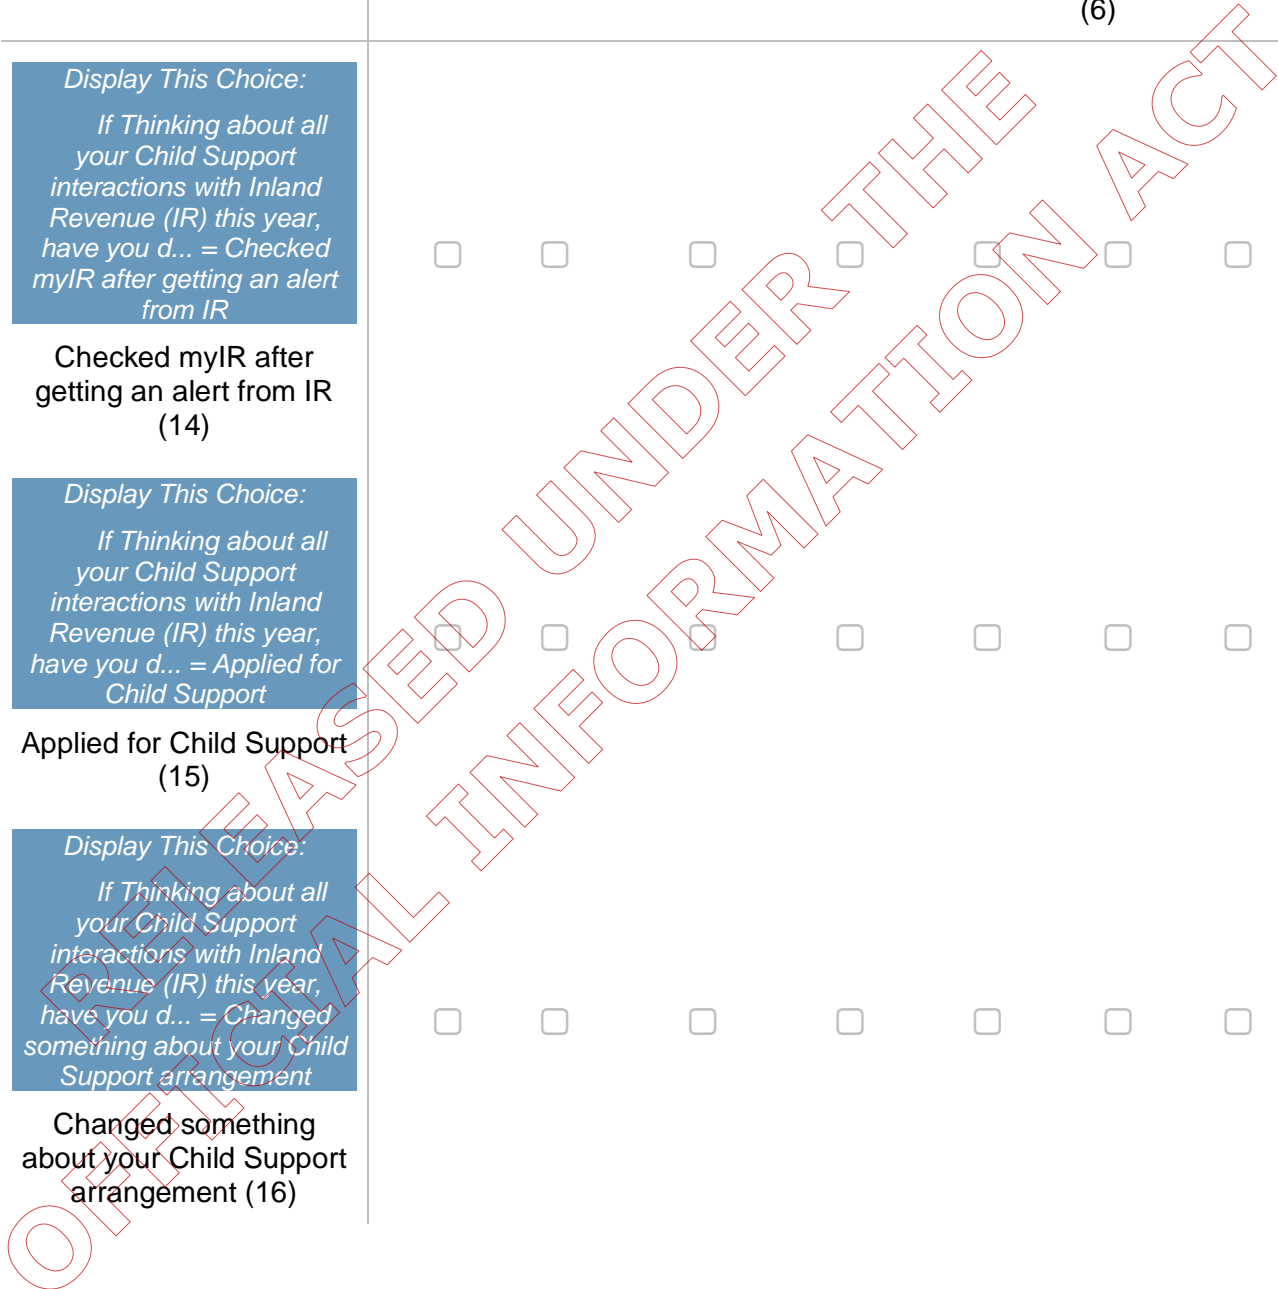 (6)
Display This Choice:
If Thinking about all
your Child Support
interactions with Inland
Revenue (IR) this year,
have you d... = Checked
myIR after getting an alert
from IR
Checked myIR after
getting an alert from IR
(14)
Display This Choice:
If Thinking about all
your Child Support
interactions with Inland
Revenue (IR) this year,
have you d... = Applied for
Child Support
Applied for Child Support
(15)
Display This Choice:
If Thinking about all
your Child Support
interactions with Inland
Revenue (IR) this year,
have you d... = Changed
something about your Child
Support arrangement
Changed something
about your Child Support
arrangement (16)
RELEASED UNDER THE
OFFICIAL INFORMATION ACT